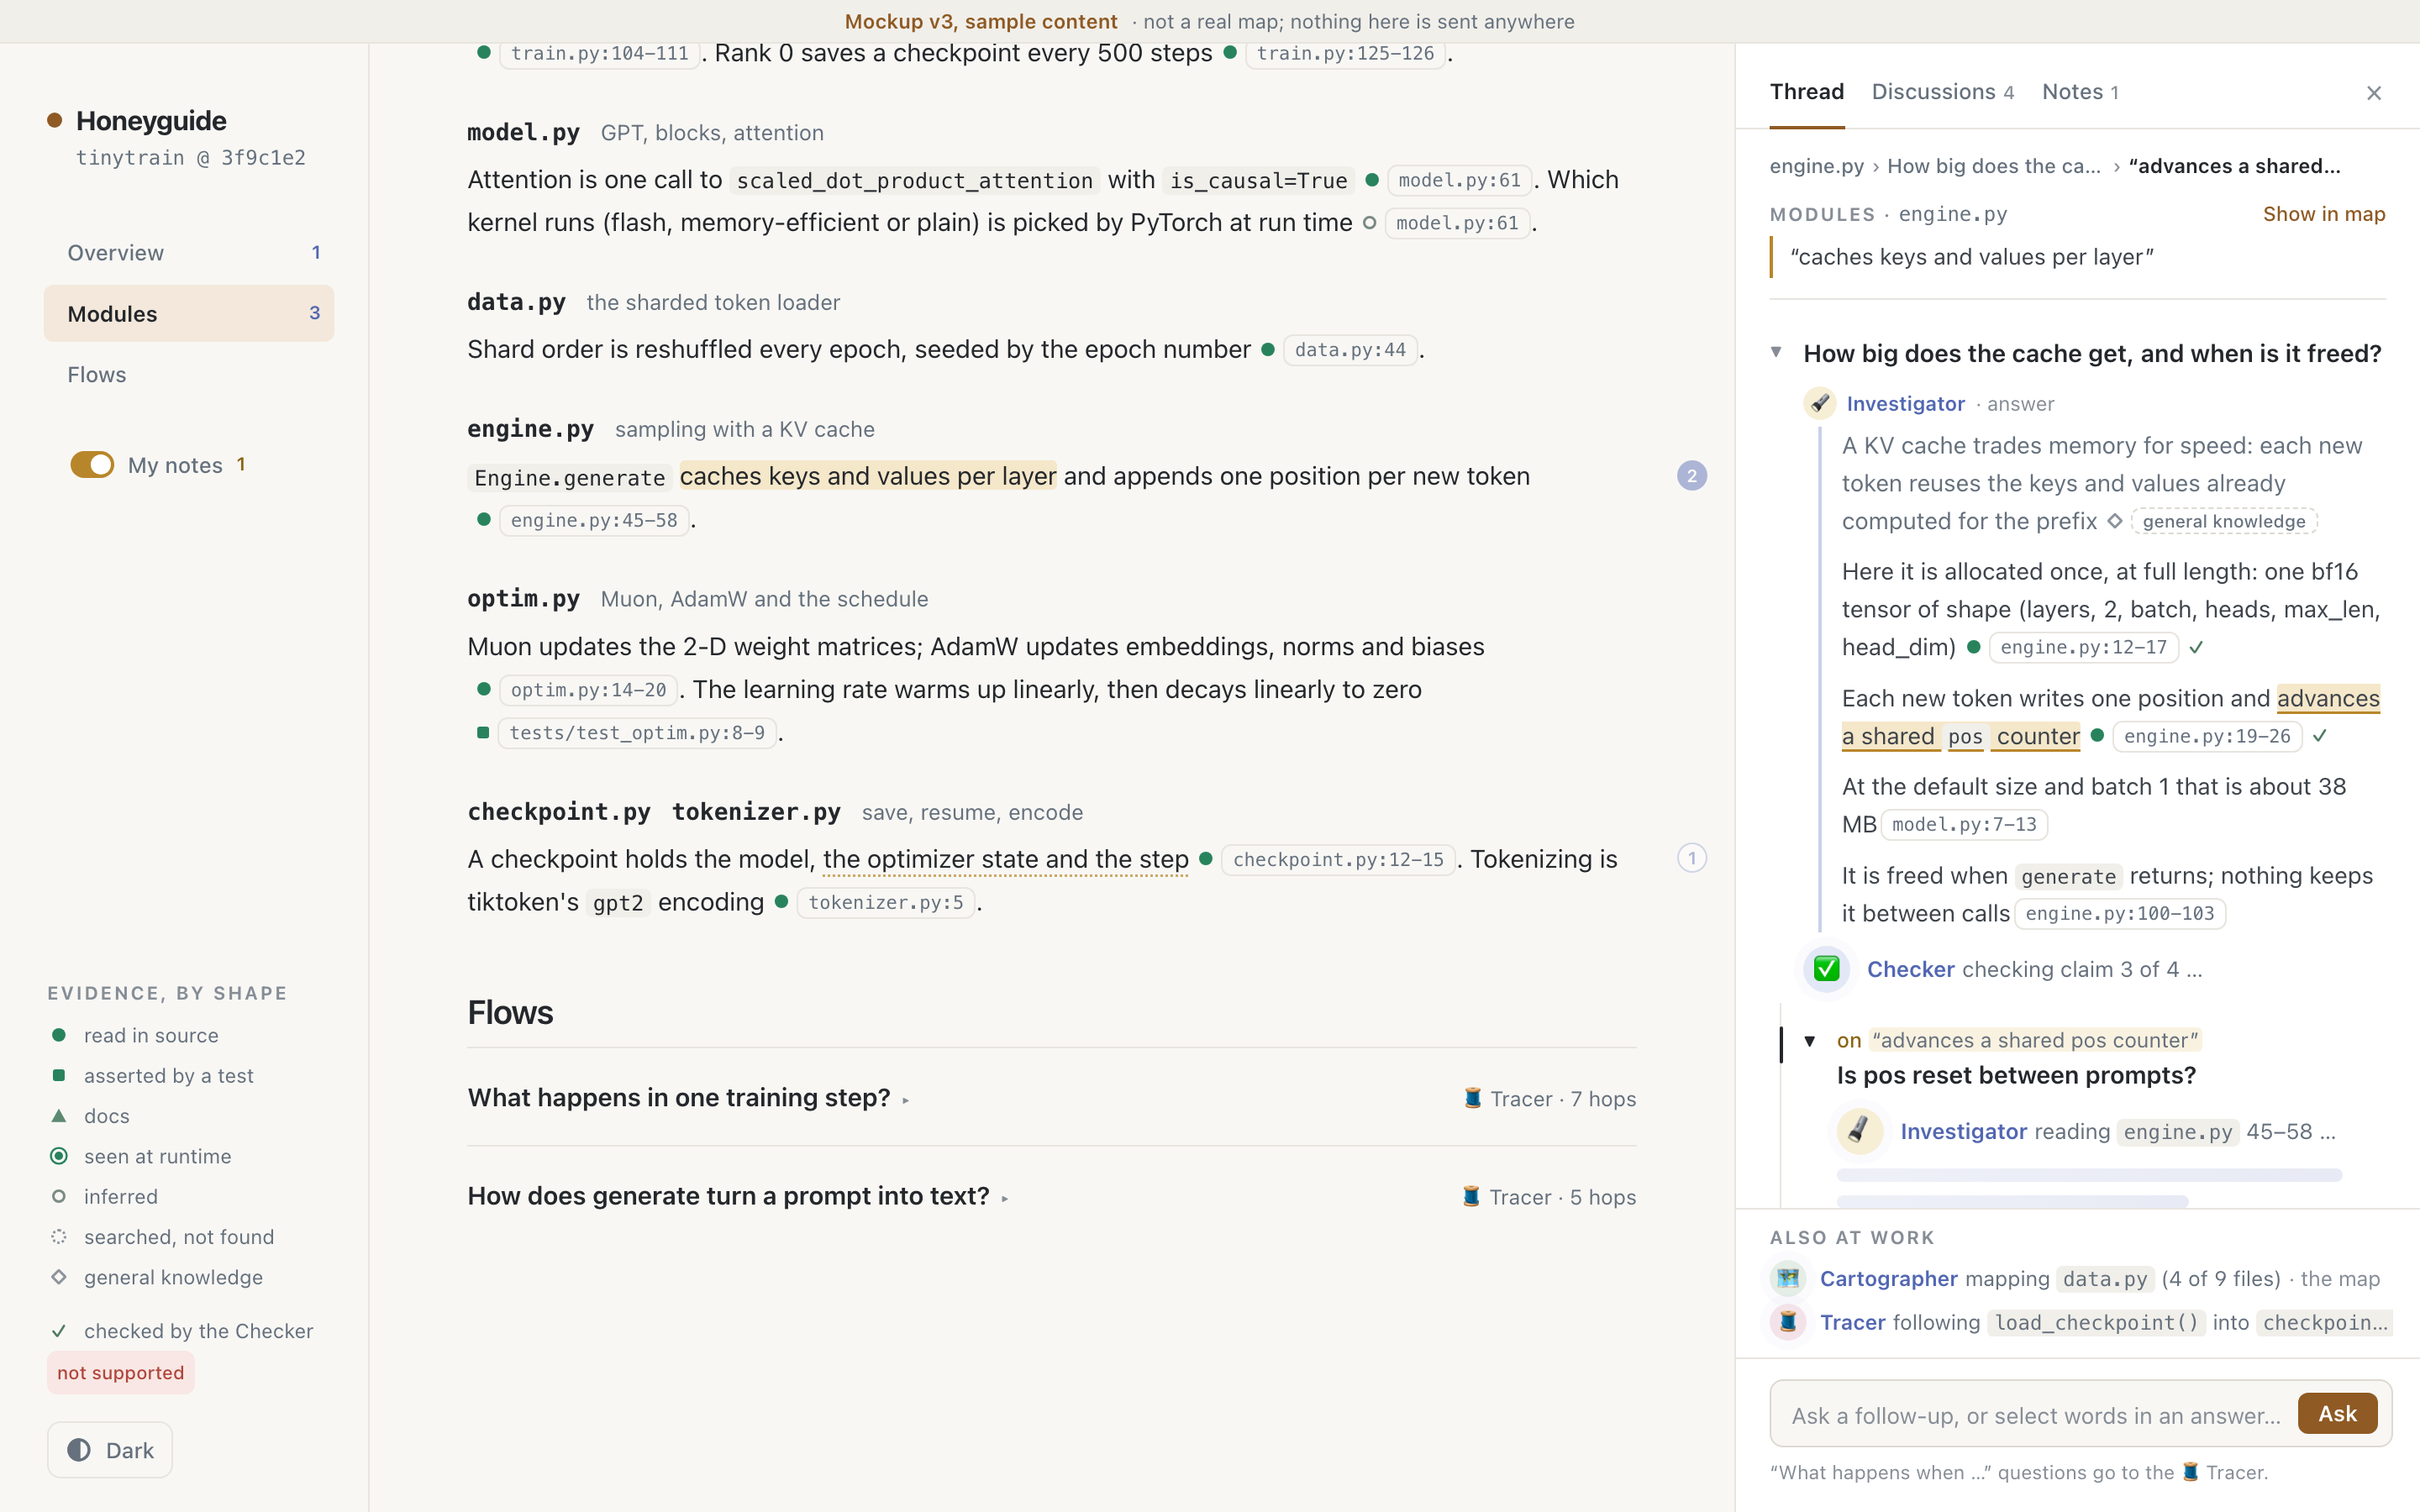 Mockup v3, sample content · not a real map; nothing here is sent anywhere
Honeyguide
tinytrain @ 3f9c1e2
Overview 1
Modules 3
Flows
My notes 1
EVIDENCE, BY SHAPE
read in source
asserted by a test
docs
seen at runtime
inferred
searched, not found
general knowledge
✓ checked by the Checker
not supported
Dark
train.py:104–111. Rank 0 saves a checkpoint every 500 steps train.py:125–126.
model.py GPT, blocks, attention
Attention is one call to scaled_dot_product_attention with is_causal=True model.py:61. Which
kernel runs (flash, memory-efficient or plain) is picked by PyTorch at run time model.py:61.
data.py the sharded token loader
Shard order is reshuffled every epoch, seeded by the epoch number data.py:44.
engine.py sampling with a KV cache
Engine.generate caches keys and values per layer and appends one position per new token 2
engine.py:45–58.
optim.py Muon, AdamW and the schedule
Muon updates the 2-D weight matrices; AdamW updates embeddings, norms and biases
optim.py:14–20. The learning rate warms up linearly, then decays linearly to zero
tests/test_optim.py:8–9.
checkpoint.py tokenizer.py save, resume, encode
A checkpoint holds the model, the optimizer state and the step checkpoint.py:12–15. Tokenizing is 1
tiktoken's gpt2 encoding tokenizer.py:5.
Flows
What happens in one training step? ▸ Tracer · 7 hops
How does generate turn a prompt into text? ▸ Tracer · 5 hops
Thread Discussions 4 Notes 1 ×
engine.py › How big does the ca... › “advances a shared...
MODULES · engine.py Show in map
“caches keys and values per layer”
How big does the cache get, and when is it freed?
Investigator · answer
A KV cache trades memory for speed: each new
token reuses the keys and values already
computed for the prefix general knowledge
Here it is allocated once, at full length: one bf16
tensor of shape (layers, 2, batch, heads, max_len,
head_dim) engine.py:12–17 ✓
Each new token writes one position and advances
a shared pos counter engine.py:19–26 ✓
At the default size and batch 1 that is about 38
MB model.py:7–13
It is freed when generate returns; nothing keeps
it between calls engine.py:100–103
Checker checking claim 3 of 4 ...
on “advances a shared pos counter”
Is pos reset between prompts?
Investigator reading engine.py 45–58 ...
ALSO AT WORK
Cartographer mapping data.py (4 of 9 files) · the map
Tracer following load_checkpoint() into checkpoin...
Ask a follow-up, or select words in an answer... Ask
“What happens when ...” questions go to the Tracer.